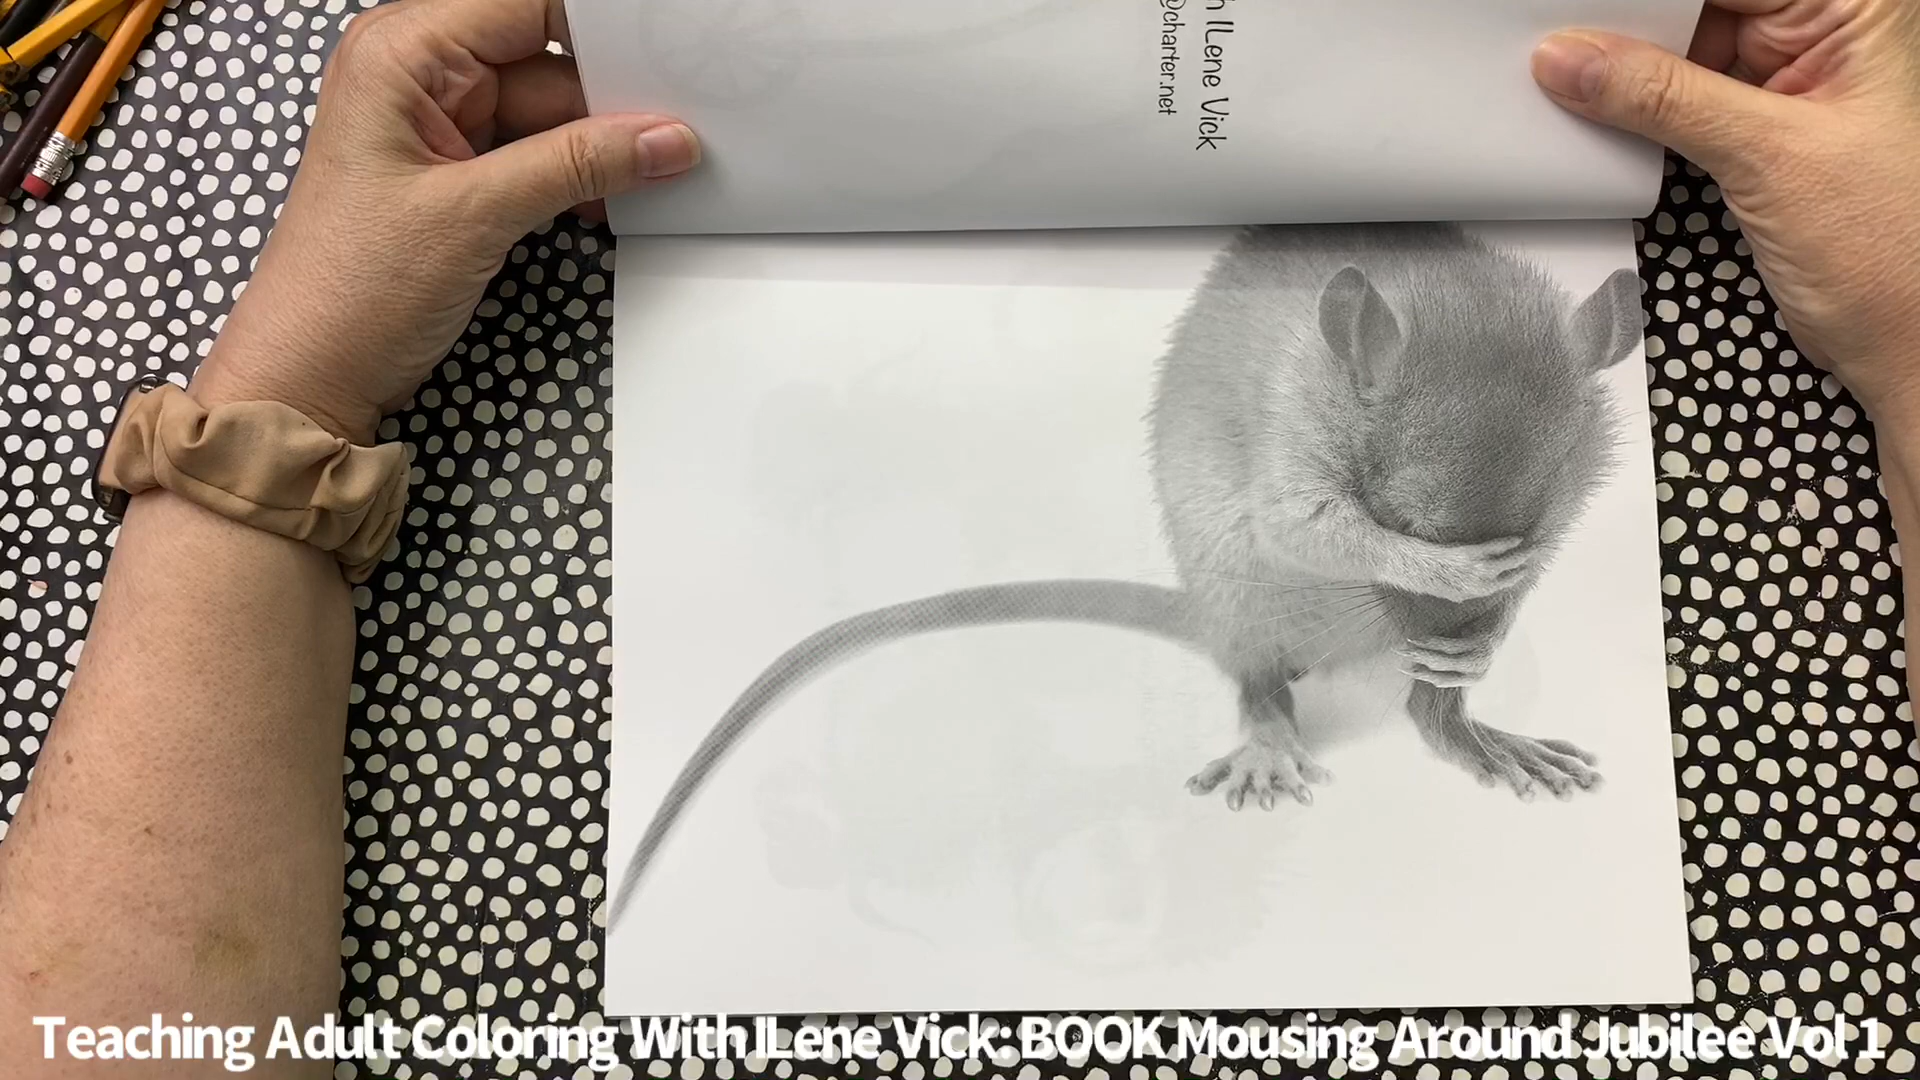 ILene Vick
@charter.net
Teaching Adult Coloring With ILene Vick: BOOK Mousing Around Jubilee Vol 1